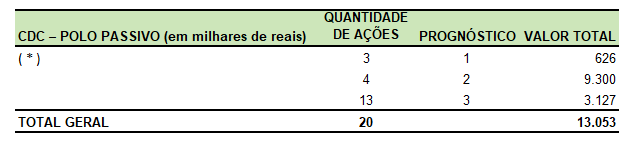 CDC – POLO PASSIVO (em milhares de reais) QUANTIDADE DE AÇÕES PROGNÓSTICO VALOR TOTAL
( * ) 3 1 626
4 2 9.300
13 3 3.127
TOTAL GERAL 20 13.053